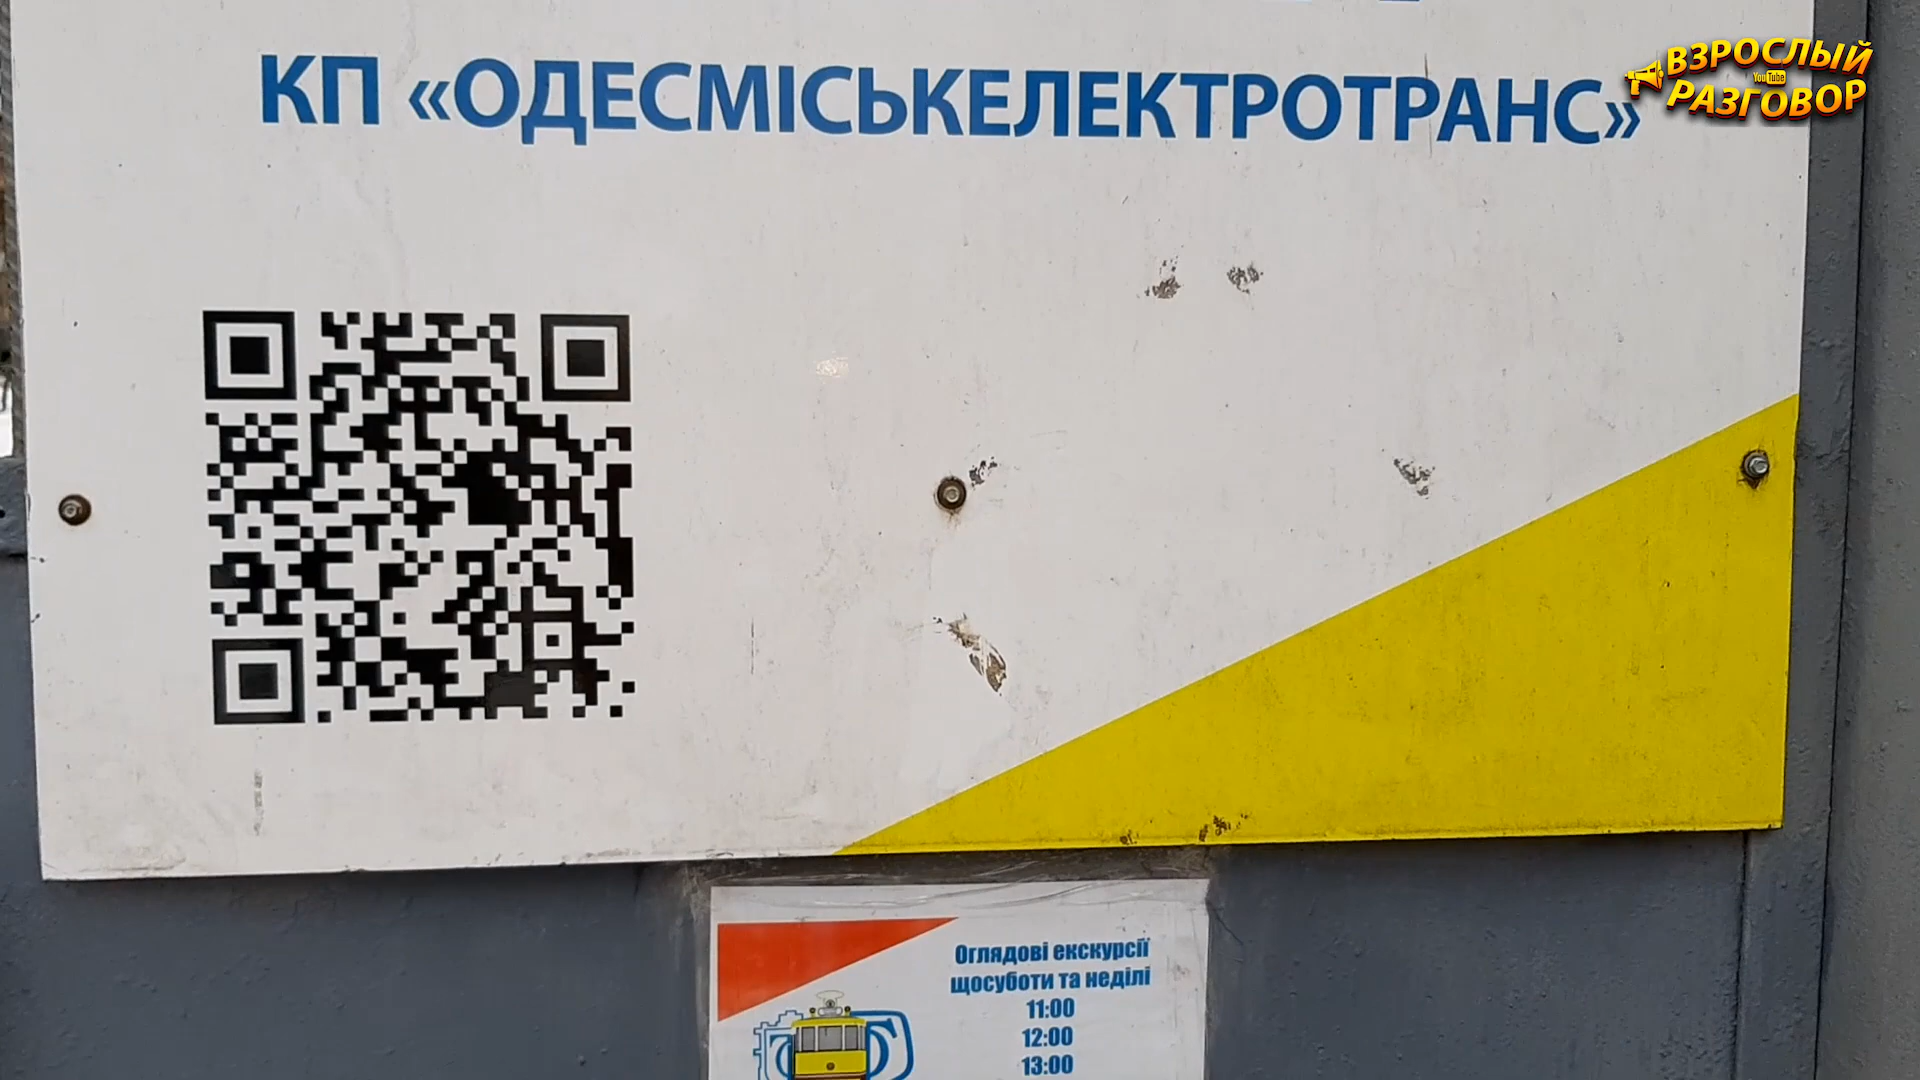 КП «ОДЕСМІСЬКЕЛЕКТРОТРАНС»
ВЗРОСЛЫЙ
YouTube
РАЗГОВОР
Оглядові екскурсії
щосуботи та неділі
11:00
12:00
13:00